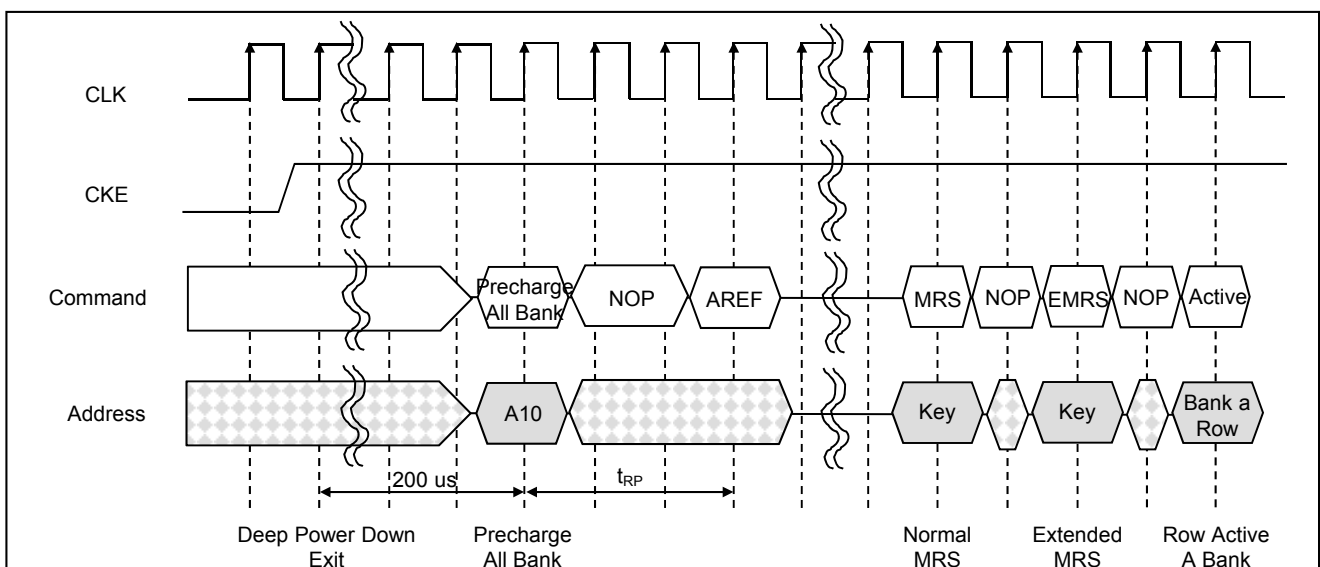 CLK
CKE
Command
Precharge
All Bank
NOP
AREF
MRS
NOP
EMRS
NOP
Active
Address
A10
Key
Key
Bank a
Row
200 us
tRP
Deep Power Down
Exit
Precharge
All Bank
Normal
MRS
Extended
MRS
Row Active
A Bank